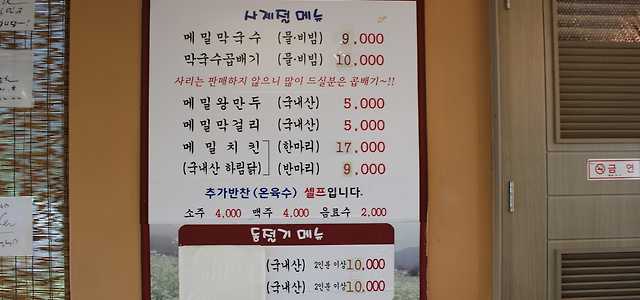 사계절 메뉴
메밀막국수 (물·비빔) 9.000
막국수곱배기 (물·비빔) 10.000
사리는 판매하지 않으니 많이 드실분은 곱배기~!!
메밀왕만두 (국내산) 5.000
메밀막걸리 (국내산) 5.000
메밀치킨 (한마리) 17.000
(국내산 하림닭) (반마리) 9.000
추가반찬 (온육수) 셀프입니다.
소주 4,000 맥주 4,000 음료수 2,000
동절기 메뉴
(국내산) 2인분 이상 10,000
(국내산) 2인분 이상 10,000
금연